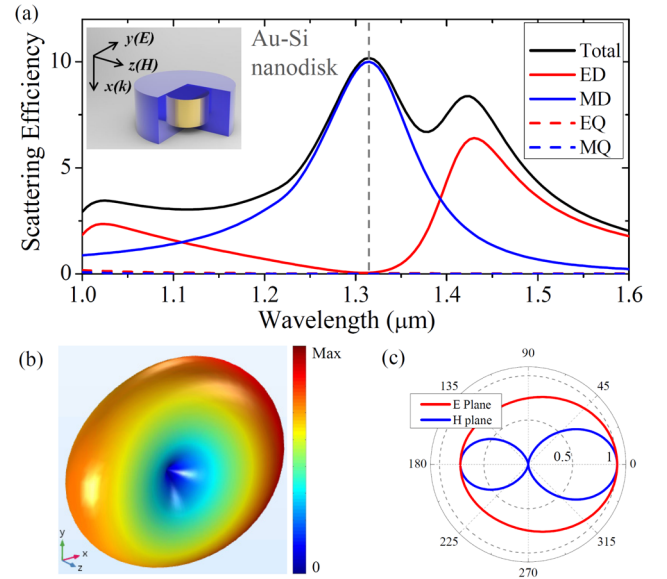 (a)
y(E)
z(H)
x(k)
Au-Si
nanodisk
Total
ED
MD
EQ
MQ
Scattering Efficiency
10
5
0
1.0 1.1 1.2 1.3 1.4 1.5 1.6
Wavelength (μm)
(b)
Max
0
y
x
z
(c)
90
135 45
E Plane
H plane
180 0.5 1 0
225 315
270